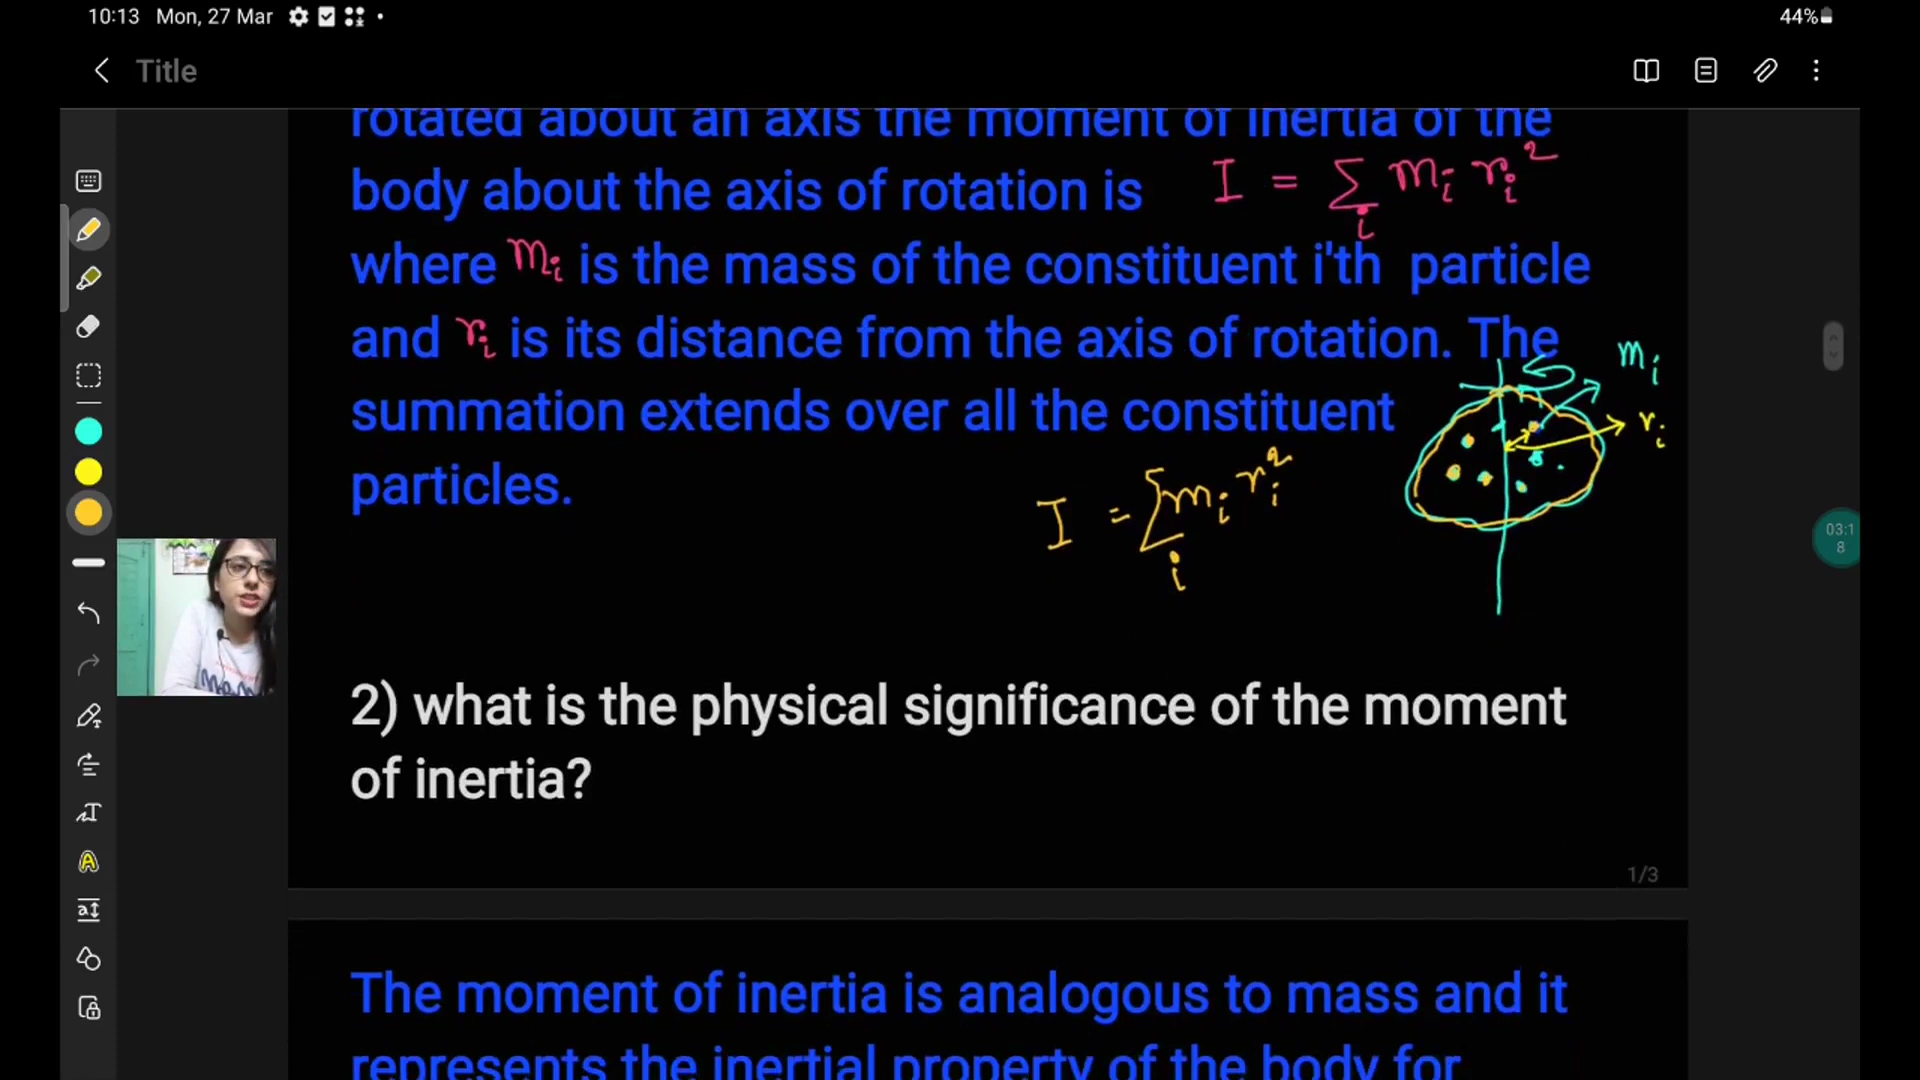 10:13 Mon, 27 Mar
44%
Title
rotated about an axis the moment of inertia of the
body about the axis of rotation is I = ∑ᵢ mᵢ rᵢ²
where mᵢ is the mass of the constituent i'th particle
and rᵢ is its distance from the axis of rotation. The
mᵢ
summation extends over all the constituent
rᵢ
particles.
I = ∑ᵢ mᵢ rᵢ²
03:1
8
2) what is the physical significance of the moment
of inertia?
1/3
The moment of inertia is analogous to mass and it
represents the inertial property of the body for